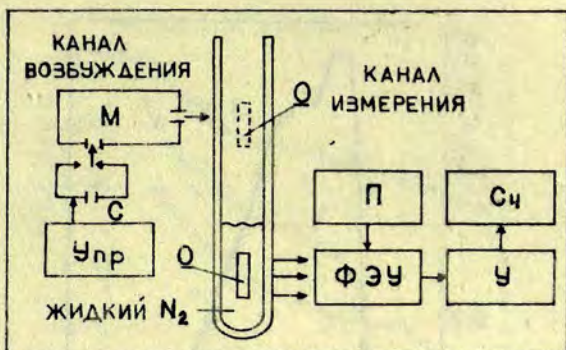 КАНАЛ
ВОЗБУЖДЕНИЯ
М
С
Упр
О
О
ЖИДКИЙ N₂
КАНАЛ
ИЗМЕРЕНИЯ
П
Сч
ФЭУ
У